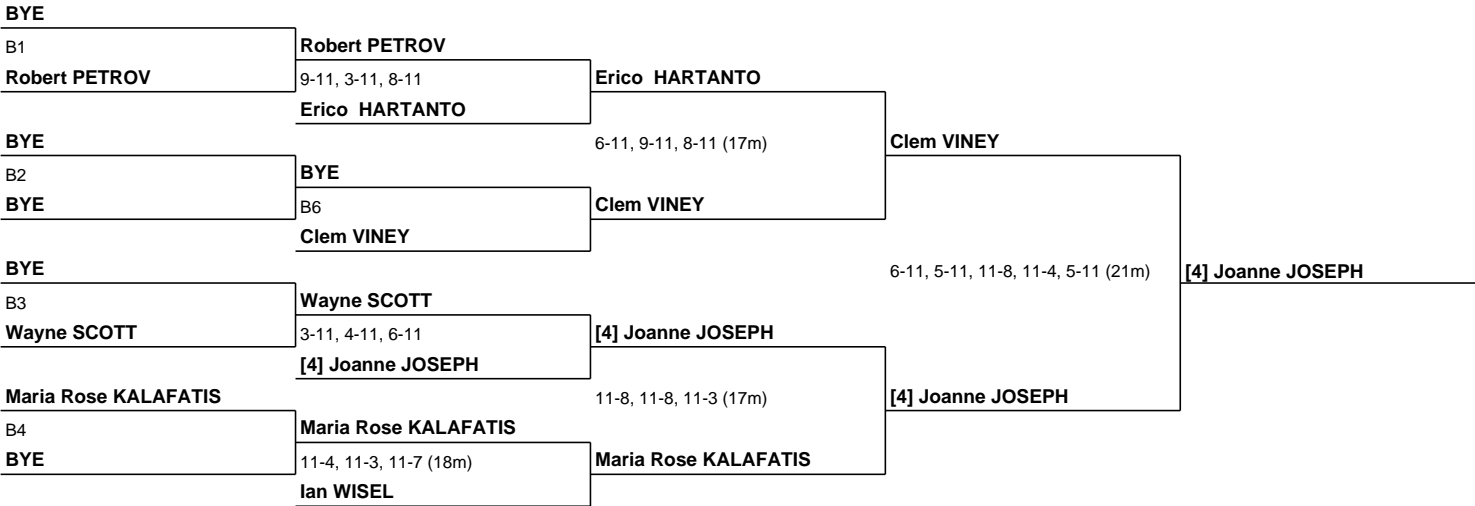 BYE
B1
Robert PETROV
Robert PETROV
9-11, 3-11, 8-11
Erico  HARTANTO
Erico  HARTANTO
BYE
6-11, 9-11, 8-11 (17m)
Clem VINEY
B2
BYE
BYE
B6
Clem VINEY
Clem VINEY
BYE
6-11, 5-11, 11-8, 11-4, 5-11 (21m)
[4] Joanne JOSEPH
B3
Wayne SCOTT
Wayne SCOTT
3-11, 4-11, 6-11
[4] Joanne JOSEPH
[4] Joanne JOSEPH
Maria Rose KALAFATIS
11-8, 11-8, 11-3 (17m)
[4] Joanne JOSEPH
B4
Maria Rose KALAFATIS
BYE
11-4, 11-3, 11-7 (18m)
Maria Rose KALAFATIS
Ian WISEL